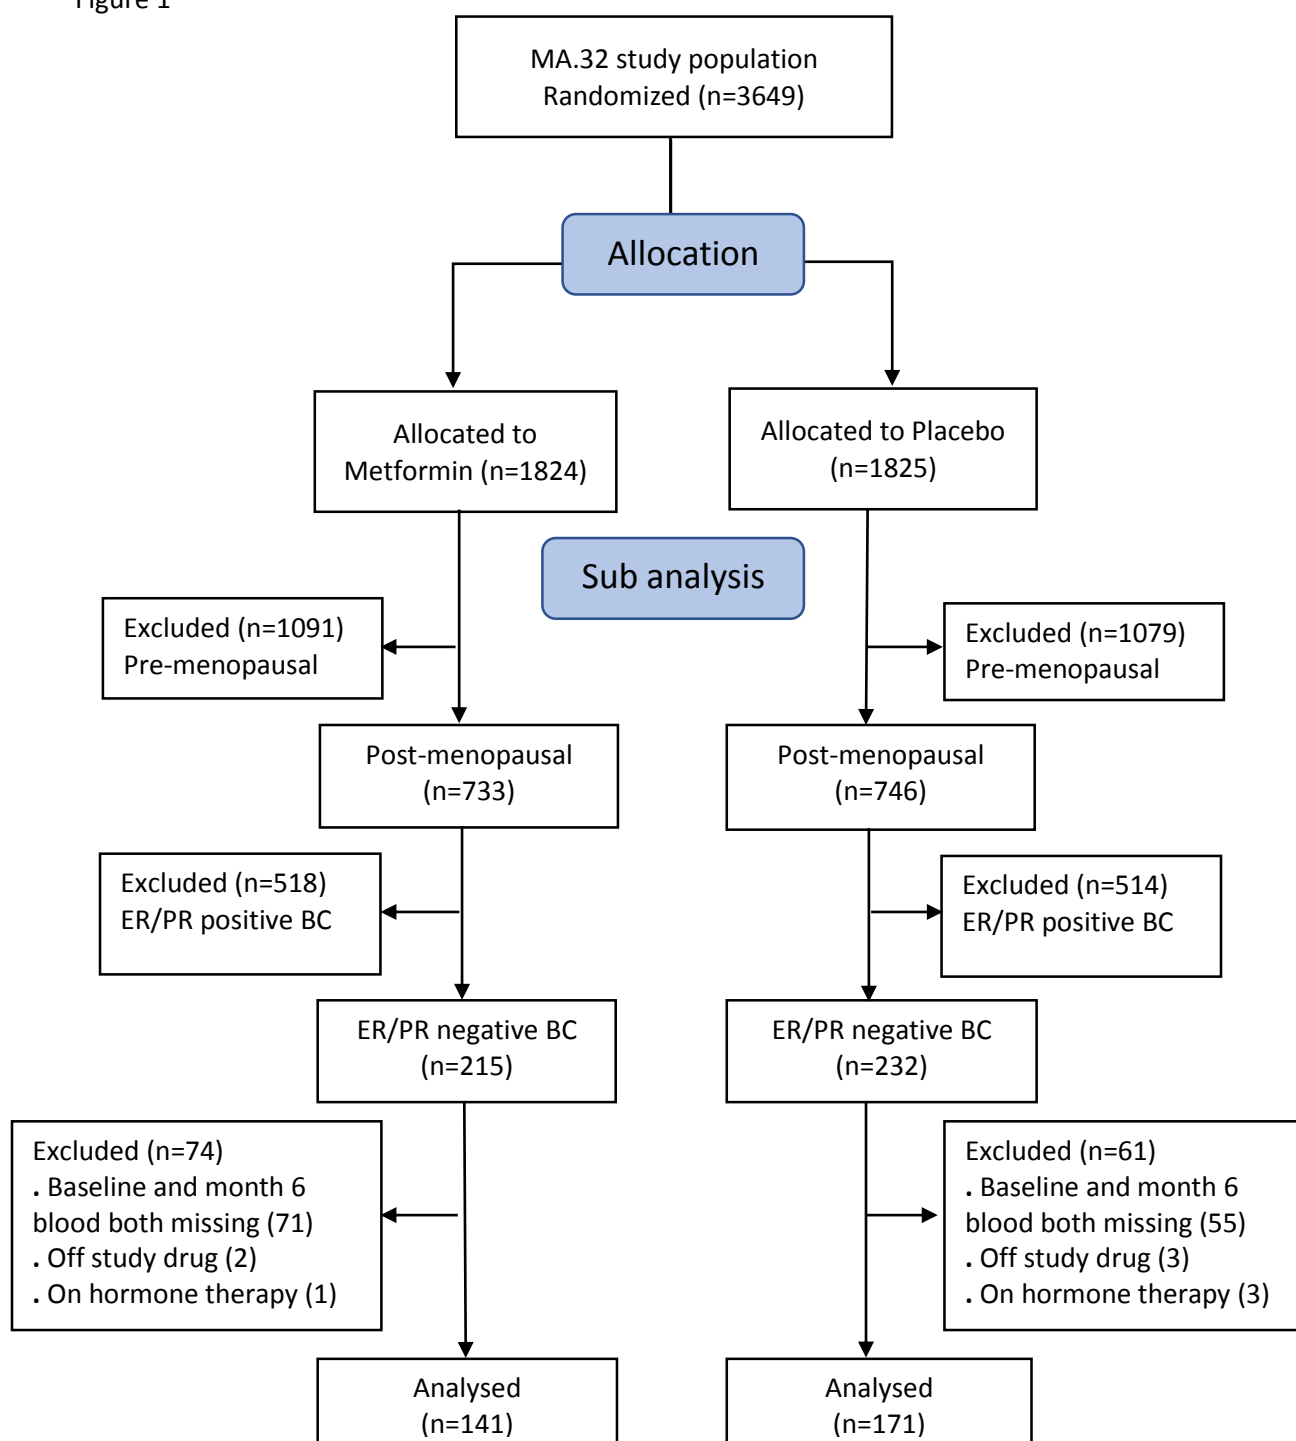 Figure 1
MA.32 study population
Randomized (n=3649)
Allocation
Allocated to
Metformin (n=1824)
Allocated to Placebo
(n=1825)
Sub analysis
Excluded (n=1091)
Pre-menopausal
Excluded (n=1079)
Pre-menopausal
Post-menopausal
(n=733)
Post-menopausal
(n=746)
Excluded (n=518)
ER/PR positive BC
Excluded (n=514)
ER/PR positive BC
ER/PR negative BC
(n=215)
ER/PR negative BC
(n=232)
Excluded (n=74)
. Baseline and month 6
blood both missing (71)
. Off study drug (2)
. On hormone therapy (1)
Excluded (n=61)
. Baseline and month 6
blood both missing (55)
. Off study drug (3)
. On hormone therapy (3)
Analysed
(n=141)
Analysed
(n=171)